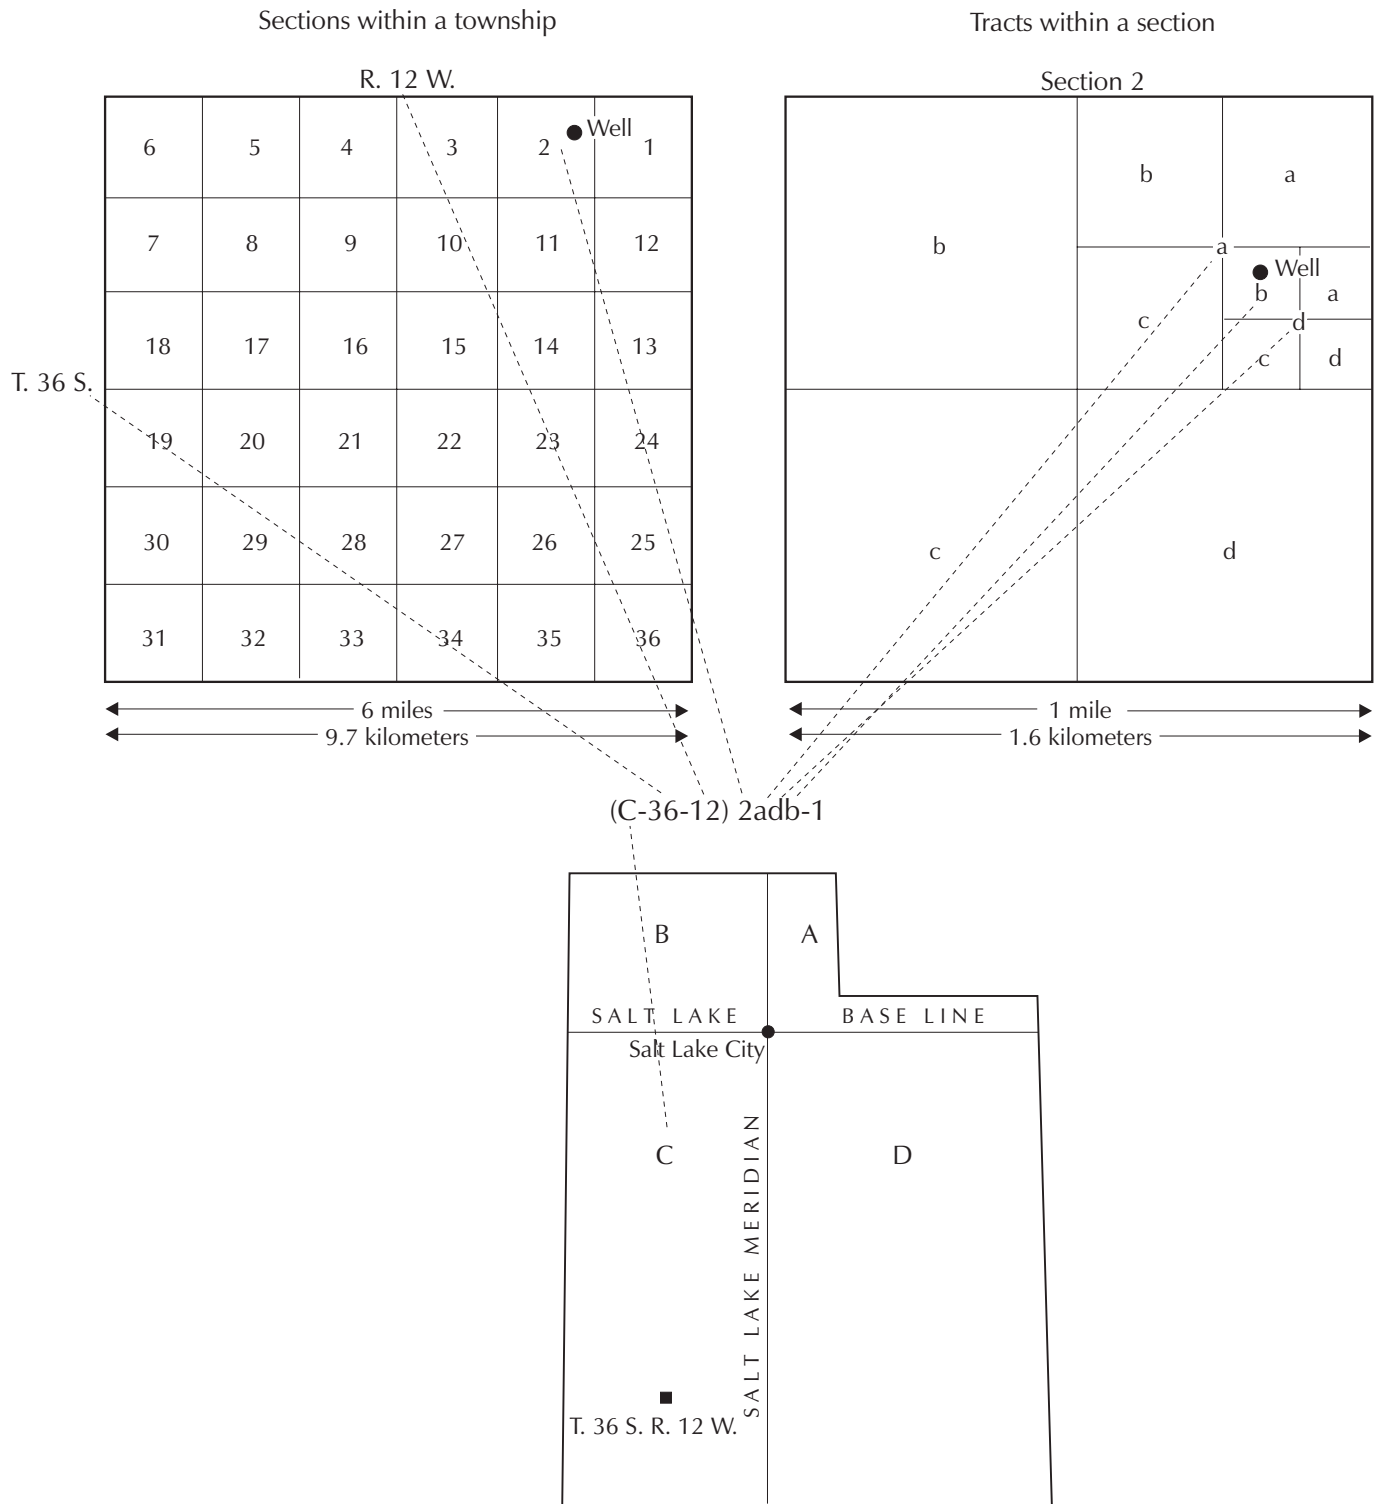 Sections within a township
Tracts within a section
R. 12 W.
Section 2
6 5 4 3 2 Well 1
7 8 9 10 11 12
18 17 16 15 14 13
T. 36 S.
19 20 21 22 23 24
30 29 28 27 26 25
31 32 33 34 35 36
6 miles
9.7 kilometers
b a
b
a
Well
b a
c
d
c d
c
d
1 mile
1.6 kilometers
(C-36-12) 2adb-1
B A
SALT LAKE BASE LINE
Salt Lake City
C D
SALT LAKE MERIDIAN
T. 36 S. R. 12 W.